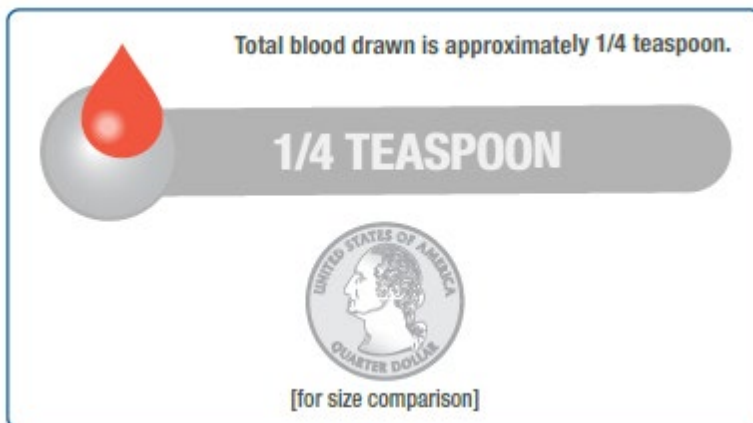 Total blood drawn is approximately 1/4 teaspoon.
1/4 TEASPOON
UNITED STATES OF AMERICA
QUARTER DOLLAR
[for size comparison]